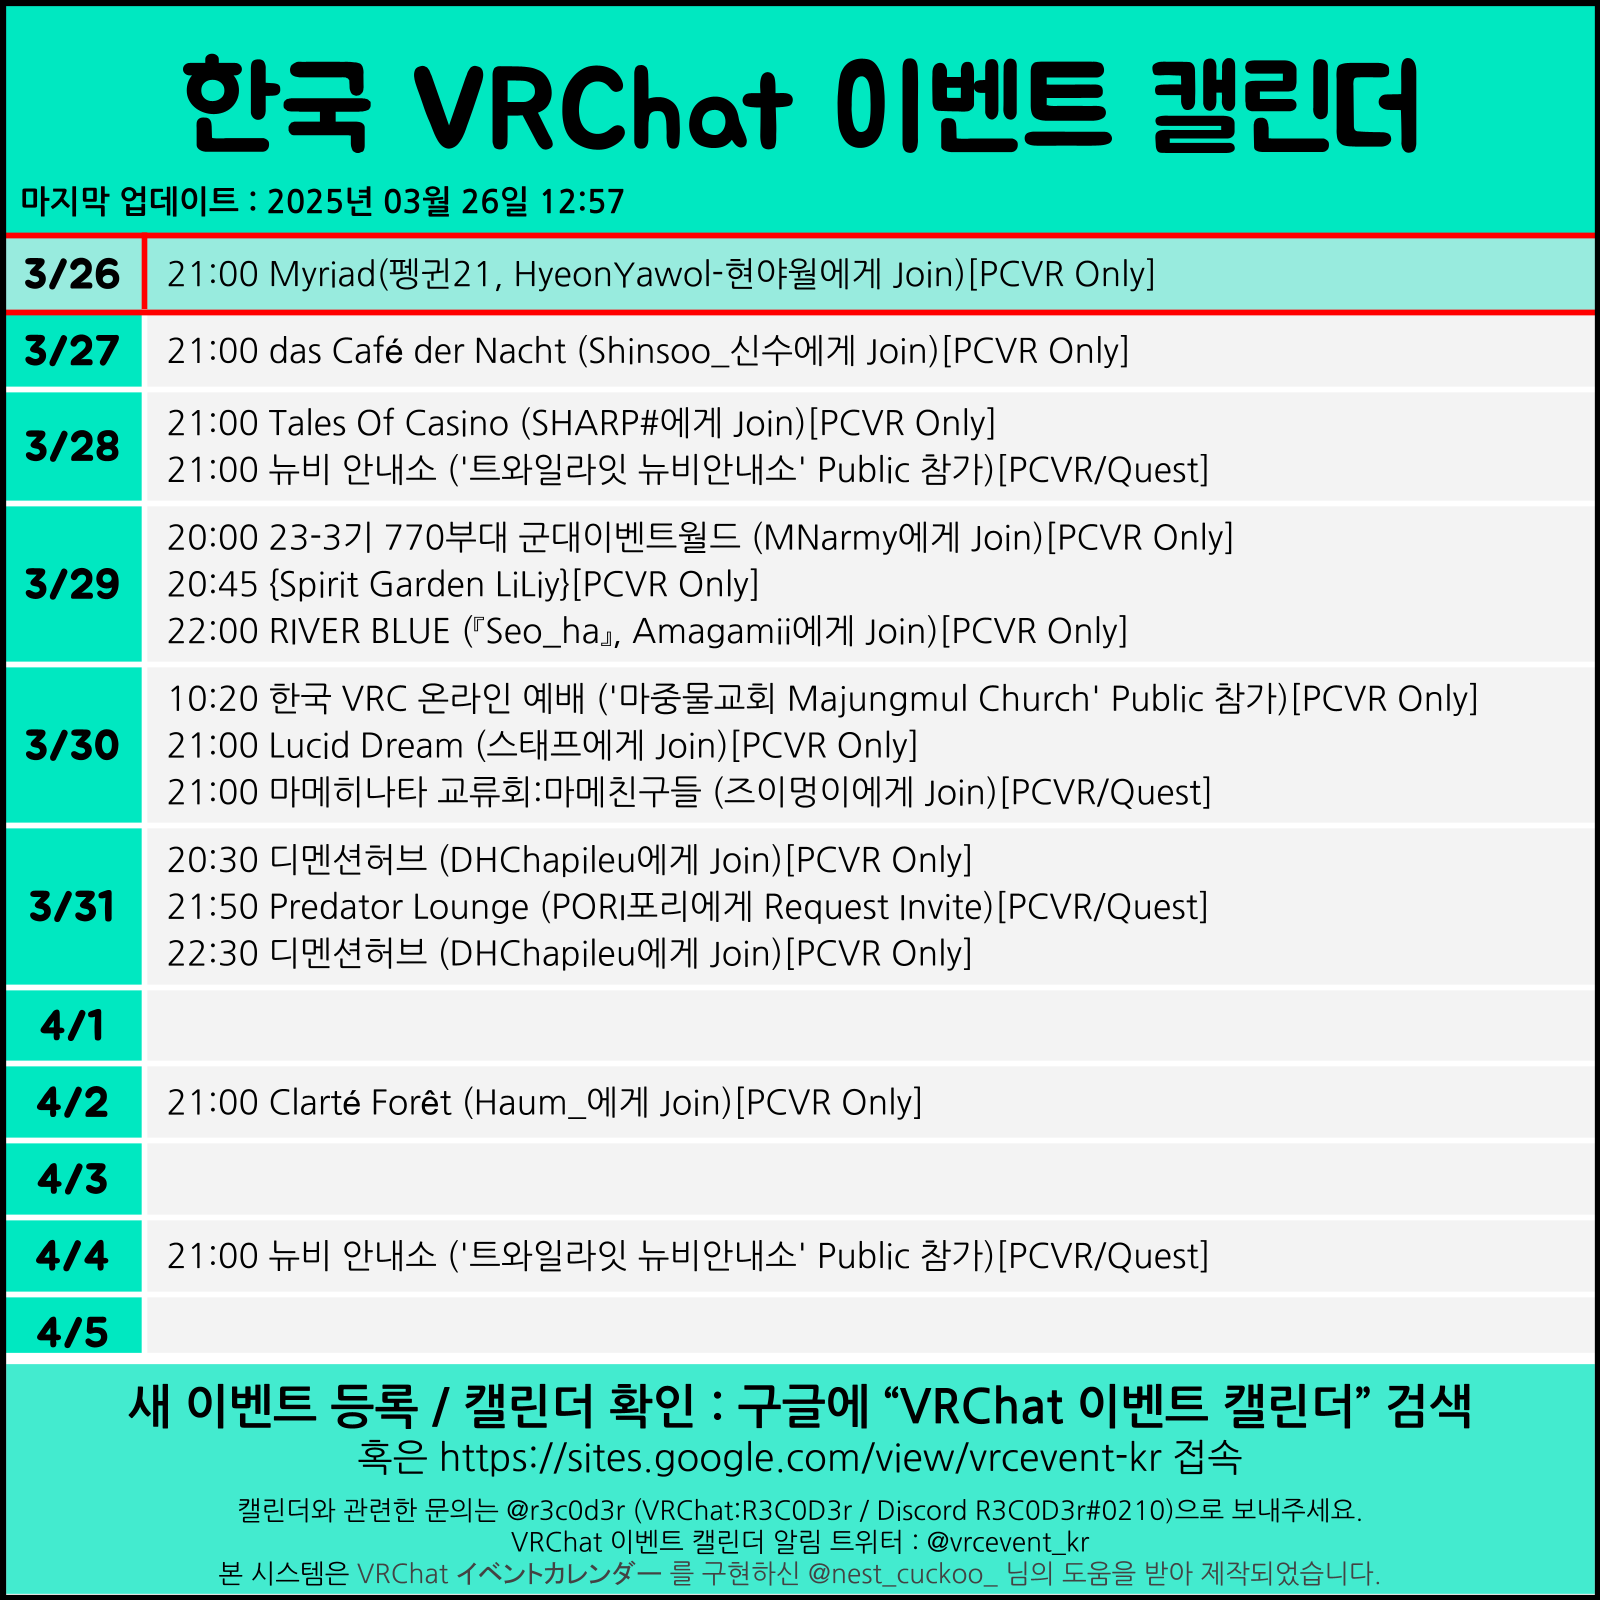 한국 VRChat 이벤트 캘린더
마지막 업데이트 : 2025년 03월 26일 12:57
3/26 21:00 Myriad(펭귄21, HyeonYawol-현야월에게 Join)[PCVR Only]
3/27 21:00 das Café der Nacht (Shinsoo_신수에게 Join)[PCVR Only]
3/28
21:00 Tales Of Casino (SHARP#에게 Join)[PCVR Only]
21:00 뉴비 안내소 ('트와일라잇 뉴비안내소' Public 참가)[PCVR/Quest]
3/29
20:00 23-3기 770부대 군대이벤트월드 (MNarmy에게 Join)[PCVR Only]
20:45 {Spirit Garden LiLiy}[PCVR Only]
22:00 RIVER BLUE (『Seo_ha』, Amagamii에게 Join)[PCVR Only]
3/30
10:20 한국 VRC 온라인 예배 ('마중물교회 Majungmul Church' Public 참가)[PCVR Only]
21:00 Lucid Dream (스태프에게 Join)[PCVR Only]
21:00 마메히나타 교류회:마메친구들 (즈이멍이에게 Join)[PCVR/Quest]
3/31
20:30 디멘션허브 (DHChapileu에게 Join)[PCVR Only]
21:50 Predator Lounge (PORI포리에게 Request Invite)[PCVR/Quest]
22:30 디멘션허브 (DHChapileu에게 Join)[PCVR Only]
4/1
4/2 21:00 Clarté Forêt (Haum_에게 Join)[PCVR Only]
4/3
4/4 21:00 뉴비 안내소 ('트와일라잇 뉴비안내소' Public 참가)[PCVR/Quest]
4/5
새 이벤트 등록 / 캘린더 확인 : 구글에 “VRChat 이벤트 캘린더” 검색
혹은 https://sites.google.com/view/vrcevent-kr 접속
캘린더와 관련한 문의는 @r3c0d3r (VRChat:R3C0D3r / Discord R3C0D3r#0210)으로 보내주세요.
VRChat 이벤트 캘린더 알림 트위터 : @vrcevent_kr
본 시스템은 VRChat イベントカレンダー 를 구현하신 @nest_cuckoo_ 님의 도움을 받아 제작되었습니다.